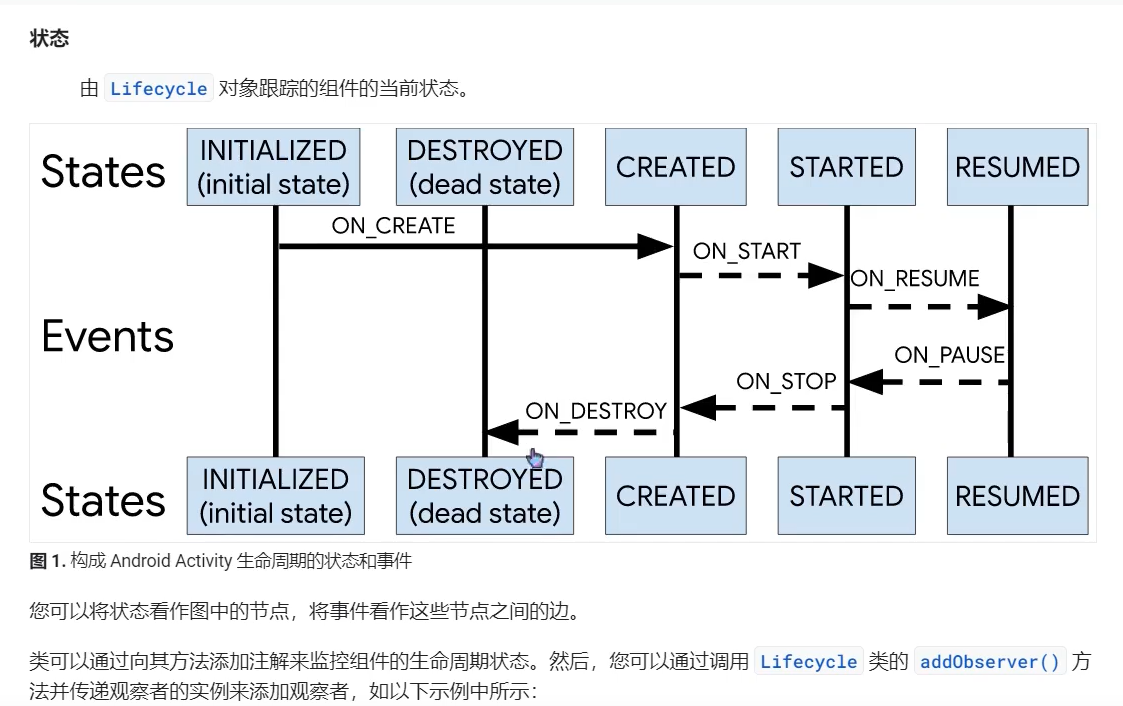 状态
由 Lifecycle 对象跟踪的组件的当前状态。
States
INITIALIZED
(initial state)
DESTROYED
(dead state)
CREATED
STARTED
RESUMED
ON_CREATE
ON_START
ON_RESUME
Events
ON_PAUSE
ON_STOP
ON_DESTROY
States
INITIALIZED
(initial state)
DESTROYED
(dead state)
CREATED
STARTED
RESUMED
图 1. 构成 Android Activity 生命周期的状态和事件
您可以将状态看作图中的节点，将事件看作这些节点之间的边。
类可以通过向其方法添加注解来监控组件的生命周期状态。然后，您可以通过调用 Lifecycle 类的 addObserver() 方
法并传递观察者的实例来添加观察者，如以下示例中所示：